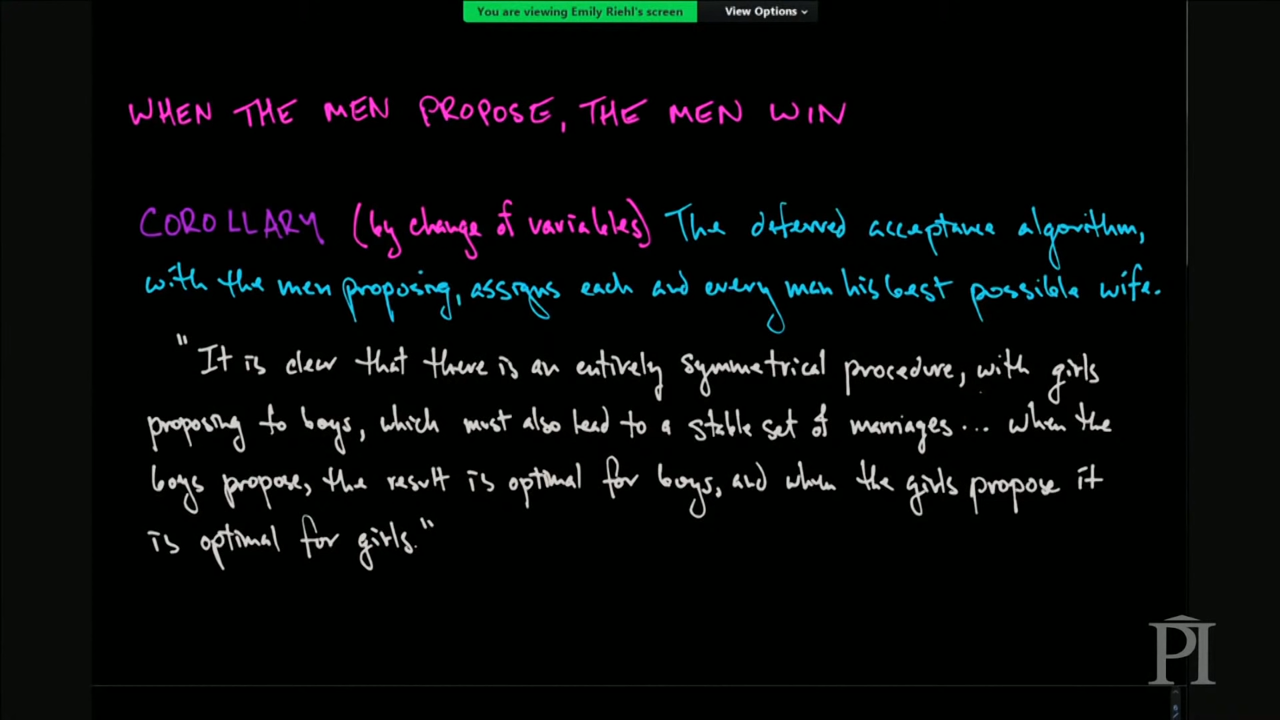 You are viewing Emily Riehl's screen View Options
WHEN THE MEN PROPOSE, THE MEN WIN
COROLLARY (by change of variables) The deferred acceptance algorithm,
with the men proposing, assigns each and every man his best possible wife.
"It is clear that there is an entirely symmetrical procedure, with girls
proposing to boys, which must also lead to a stable set of marriages... when the
boys propose, the result is optimal for boys, and when the girls propose it
is optimal for girls."
PI